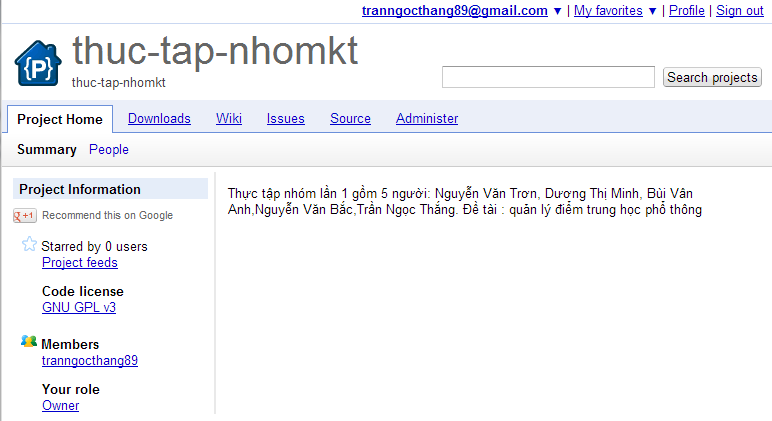 tranngocthang89@gmail.com ▼ | My favorites ▼ | Profile | Sign out
thuc-tap-nhomkt
thuc-tap-nhomkt
Search projects
Project Home Downloads Wiki Issues Source Administer
Summary People
Project Information
+1 Recommend this on Google
Starred by 0 users
Project feeds
Code license
GNU GPL v3
Members
tranngocthang89
Your role
Owner
Thực tập nhóm lần 1 gồm 5 người: Nguyễn Văn Trơn, Dương Thị Minh, Bùi Vân
Anh,Nguyễn Văn Bắc,Trần Ngọc Thắng. Đề tài : quản lý điểm trung học phổ thông